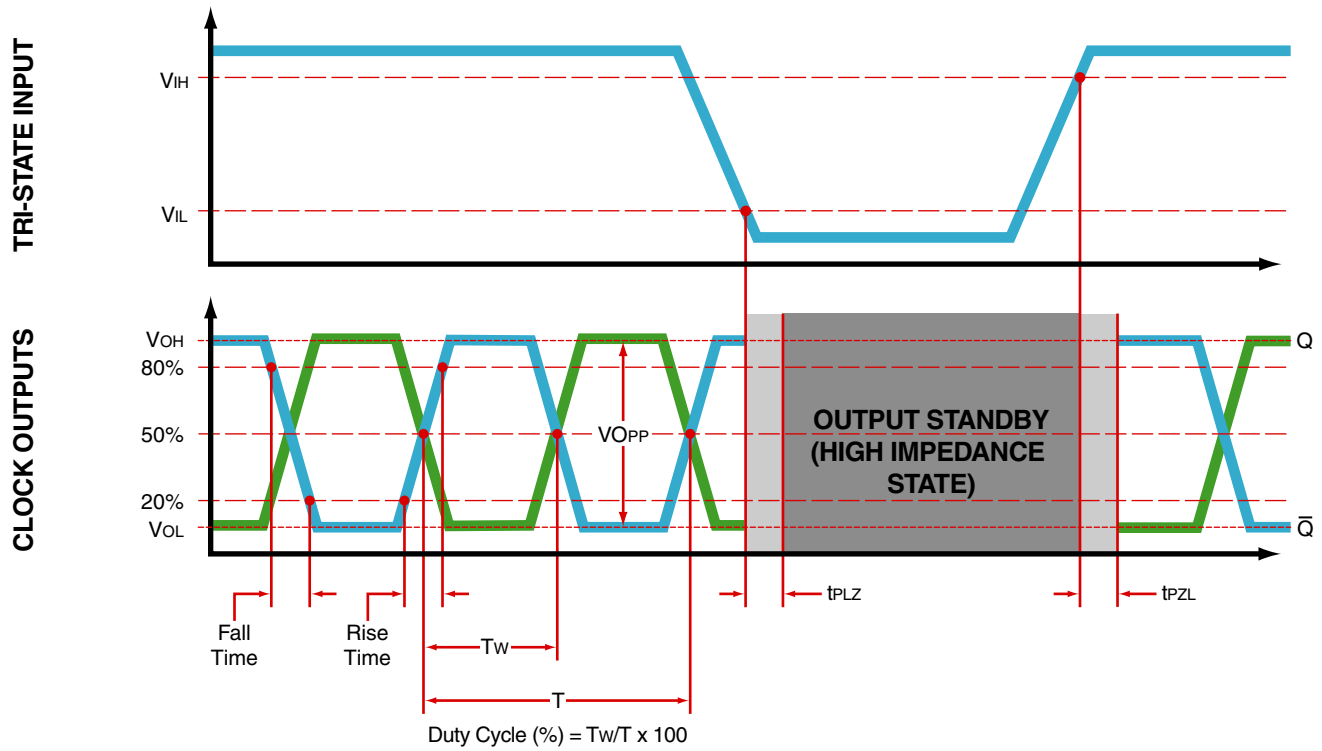 TRI-STATE INPUT
VIH
VIL
CLOCK OUTPUTS
VOH
80%
50%
20%
VOL
VOPP
OUTPUT STANDBY
(HIGH IMPEDANCE
STATE)
Q
Q̅
Fall
Time
Rise
Time
tPLZ
tPZL
TW
T
Duty Cycle (%) = TW/T x 100